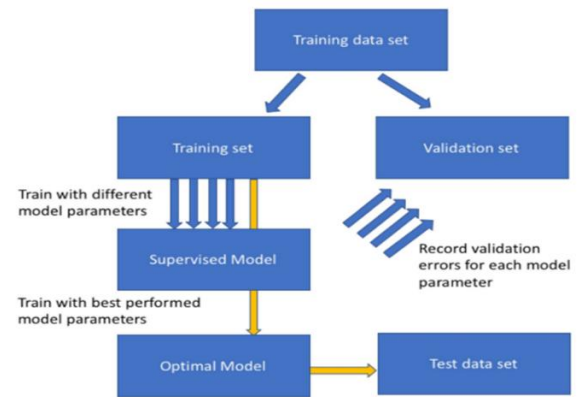 Training data set
Training set
Validation set
Train with different
model parameters
Supervised Model
Record validation
errors for each model
parameter
Train with best performed
model parameters
Optimal Model
Test data set